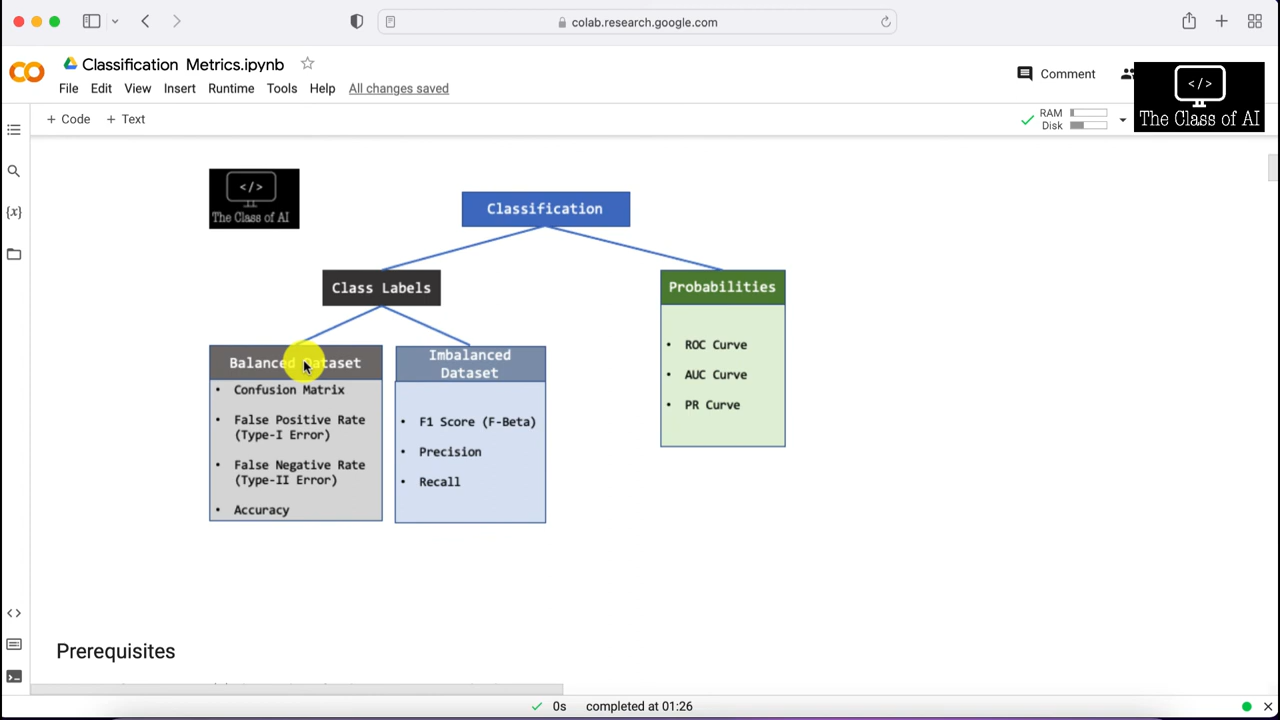 colab.research.google.com
Classification Metrics.ipynb
File Edit View Insert Runtime Tools Help All changes saved
Comment
+ Code + Text
RAM
Disk
</>
The Class of AI
</>
The Class of AI
Classification
Class Labels
Probabilities
• ROC Curve
• AUC Curve
• PR Curve
Balanced Dataset
• Confusion Matrix
• False Positive Rate
(Type-I Error)
• False Negative Rate
(Type-II Error)
• Accuracy
Imbalanced
Dataset
• F1 Score (F-Beta)
• Precision
• Recall
Prerequisites
0s completed at 01:26